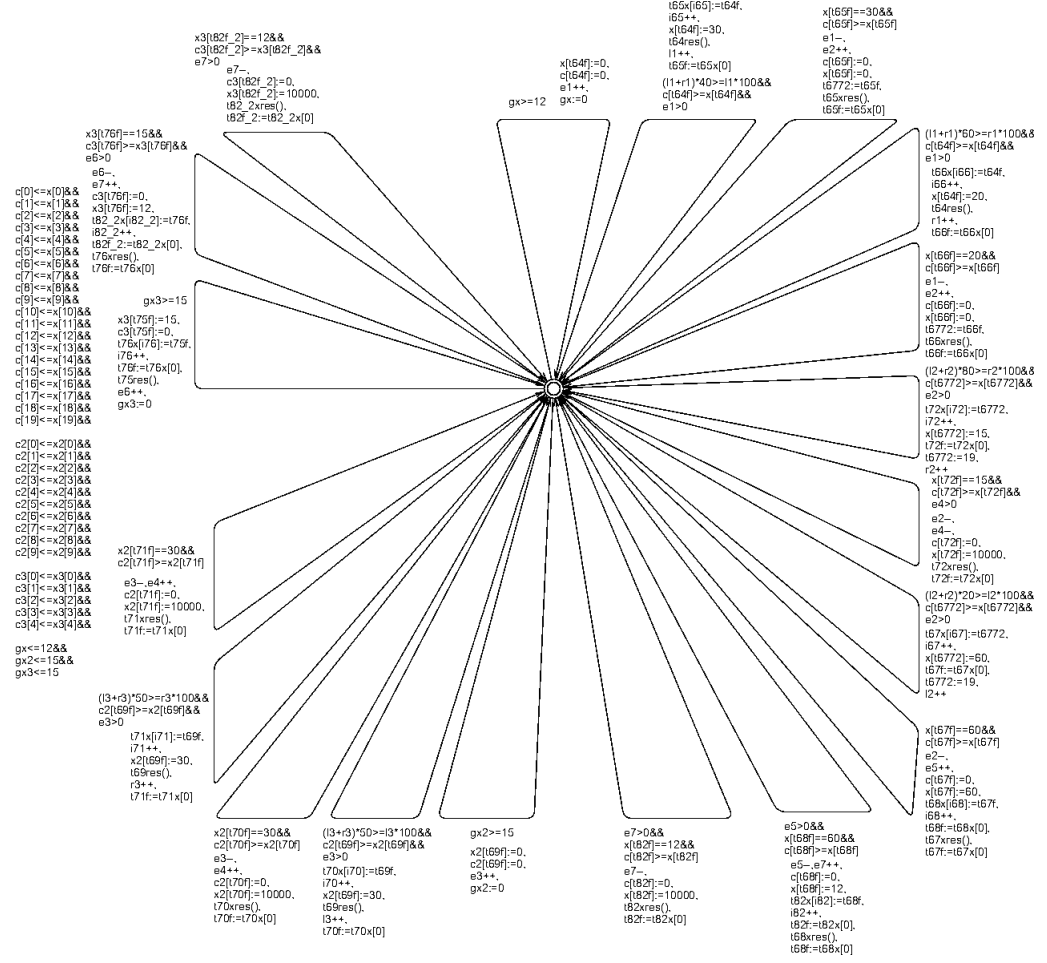 t65x[i65]:=t64f,
i65++,
x[t64f]:=30,
t64res(),
l1++,
t65f:=t65x[0]
(l1+r1)*40>=l1*100&&
c[t64f]>=x[t64f]&&
e1>0
x[t65f]==30&&
c[t65f]>=x[t65f]
e1--,
e2++,
c[t65f]:=0,
x[t65f]:=0,
t6772:=t65f,
t65xres(),
t65f:=t65x[0]
x3[t82f_2]==12&&
c3[t82f_2]>=x3[t82f_2]&&
e7>0
e7--,
c3[t82f_2]:=0,
x3[t82f_2]:=10000,
t82_2xres(),
t82f_2:=t82_2x[0]
gx>=12
x[t64f]:=0,
c[t64f]:=0,
e1++,
gx:=0
(l1+r1)*60>=r1*100&&
c[t64f]>=x[t64f]&&
e1>0
t66x[i66]:=t64f,
i66++,
x[t64f]:=20,
t64res(),
r1++,
t66f:=t66x[0]
x3[t76f]==15&&
c3[t76f]>=x3[t76f]&&
e6>0
e6--,
e7++,
c3[t76f]:=0,
x3[t76f]:=12,
t82_2x[i82_2]:=t76f,
i82_2++,
t82f_2:=t82_2x[0],
t76xres(),
t76f:=t76x[0]
c[0]<=x[0]&&
c[1]<=x[1]&&
c[2]<=x[2]&&
c[3]<=x[3]&&
c[4]<=x[4]&&
c[5]<=x[5]&&
c[6]<=x[6]&&
c[7]<=x[7]&&
c[8]<=x[8]&&
c[9]<=x[9]&&
c[10]<=x[10]&&
c[11]<=x[11]&&
c[12]<=x[12]&&
c[13]<=x[13]&&
c[14]<=x[14]&&
c[15]<=x[15]&&
c[16]<=x[16]&&
c[17]<=x[17]&&
c[18]<=x[18]&&
c[19]<=x[19]&&
c2[0]<=x2[0]&&
c2[1]<=x2[1]&&
c2[2]<=x2[2]&&
c2[3]<=x2[3]&&
c2[4]<=x2[4]&&
c2[5]<=x2[5]&&
c2[6]<=x2[6]&&
c2[7]<=x2[7]&&
c2[8]<=x2[8]&&
c2[9]<=x2[9]&&
c3[0]<=x3[0]&&
c3[1]<=x3[1]&&
c3[2]<=x3[2]&&
c3[3]<=x3[3]&&
c3[4]<=x3[4]&&
gx<=12&&
gx2<=15&&
gx3<=15
gx3>=15
x3[t75f]:=15,
c3[t75f]:=0,
t76x[i76]:=t75f,
i76++,
t76f:=t76x[0],
t75res(),
e6++,
gx3:=0
x[t66f]==20&&
c[t66f]>=x[t66f]
e1--,
e2++,
c[t66f]:=0,
x[t66f]:=0,
t6772:=t66f,
t66xres(),
t66f:=t66x[0]
(l2+r2)*80>=r2*100&&
c[t6772]>=x[t6772]&&
e2>0
t72x[i72]:=t6772,
i72++,
x[t6772]:=15,
t72f:=t72x[0],
t6772:=19,
r2++
x[t72f]==15&&
c[t72f]>=x[t72f]&&
e4>0
e2--,
e4--,
c[t72f]:=0,
x[t72f]:=10000,
t72xres(),
t72f:=t72x[0]
(l2+r2)*20>=l2*100&&
c[t6772]>=x[t6772]&&
e2>0
t67x[i67]:=t6772,
i67++,
x[t6772]:=60,
t67f:=t67x[0],
t6772:=19,
l2++
x2[t71f]==30&&
c2[t71f]>=x2[t71f]
e3--,e4++,
c2[t71f]:=0,
x2[t71f]:=10000,
t71xres(),
t71f:=t71x[0]
(l3+r3)*50>=r3*100&&
c2[t69f]>=x2[t69f]&&
e3>0
t71x[i71]:=t69f,
i71++,
x2[t69f]:=30,
t69res(),
r3++,
t71f:=t71x[0]
x[t67f]==60&&
c[t67f]>=x[t67f]
e2--,
e5++,
c[t67f]:=0,
x[t67f]:=60,
t68x[i68]:=t67f,
i68++,
t68f:=t68x[0],
t67xres(),
t67f:=t67x[0]
x2[t70f]==30&&
c2[t70f]>=x2[t70f]
e3--,
e4++,
c2[t70f]:=0,
x2[t70f]:=10000,
t70xres(),
t70f:=t70x[0]
(l3+r3)*50>=l3*100&&
c2[t69f]>=x2[t69f]&&
e3>0
t70x[i70]:=t69f,
i70++,
x2[t69f]:=30,
t69res(),
l3++,
t70f:=t70x[0]
gx2>=15
x2[t69f]:=0,
c2[t69f]:=0,
e3++,
gx2:=0
e7>0&&
x[t82f]==12&&
c[t82f]>=x[t82f]
e7--,
c[t82f]:=0,
x[t82f]:=10000,
t82xres(),
t82f:=t82x[0]
e5>0&&
x[t68f]==60&&
c[t68f]>=x[t68f]
e5--,e7++,
c[t68f]:=0,
x[t68f]:=12,
t82x[i82]:=t68f,
i82++,
t82f:=t82x[0],
t68xres(),
t68f:=t68x[0]